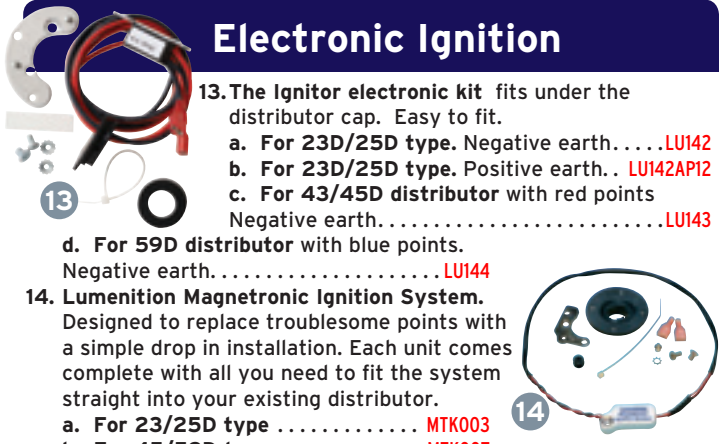 Electronic Ignition
13. The Ignitor electronic kit fits under the
distributor cap. Easy to fit.
a. For 23D/25D type. Negative earth.....LU142
b. For 23D/25D type. Positive earth.. LU142AP12
c. For 43/45D distributor with red points
Negative earth..........................LU143
13
d. For 59D distributor with blue points.
Negative earth.....................LU144
14. Lumenition Magnetronic Ignition System.
Designed to replace troublesome points with
a simple drop in installation. Each unit comes
complete with all you need to fit the system
straight into your existing distributor.
a. For 23/25D type ............. MTK003
14